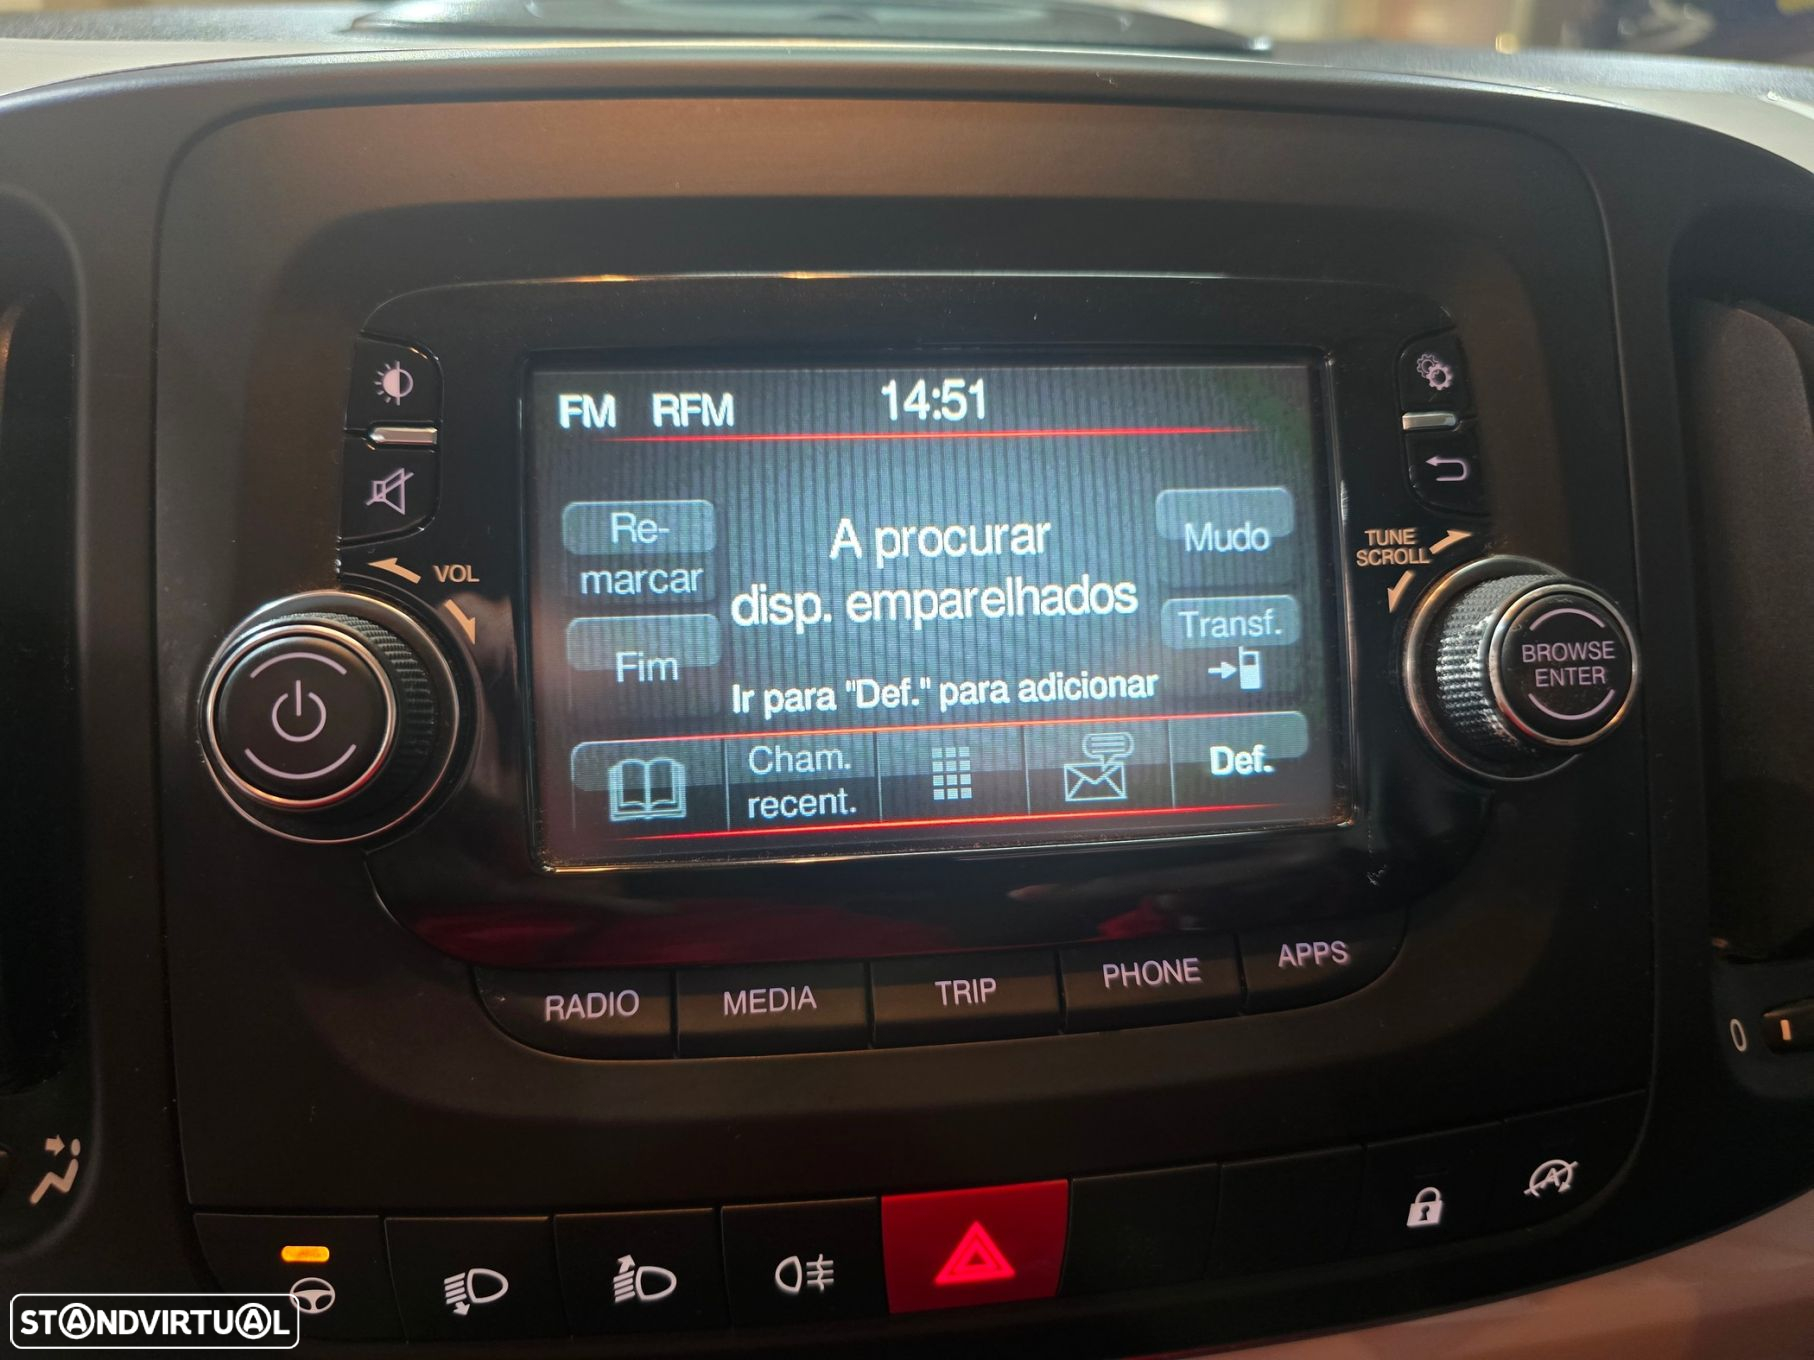 FM RFM 14:51
Re-
marcar
A procurar
disp. emparelhados
Mudo
Fim
Transf.
Ir para "Def." para adicionar
Cham.
recent.
Def.
VOL
TUNE
SCROLL
BROWSE
ENTER
RADIO MEDIA TRIP PHONE APPS
0
A
STANDVIRTUAL